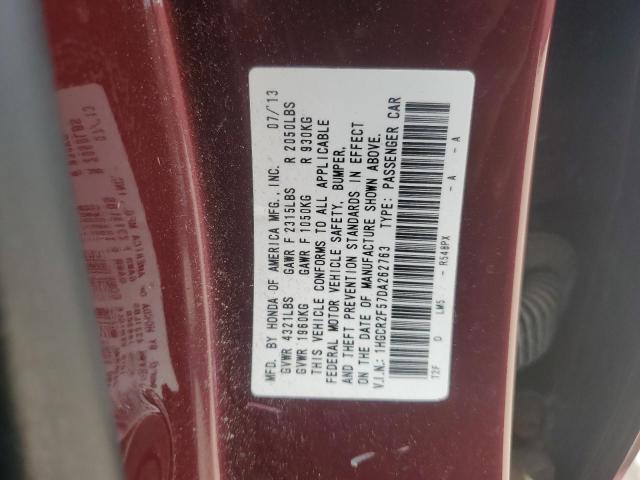 MFD. BY HONDA OF AMERICA MFG., INC. 07/13
GVWR 4321LBS GAWR F 2315LBS R 2050LBS
GVWR 1960KG GAWR F 1050KG R 930KG
THIS VEHICLE CONFORMS TO ALL APPLICABLE
FEDERAL MOTOR VEHICLE SAFETY, BUMPER,
AND THEFT PREVENTION STANDARDS IN EFFECT
ON THE DATE OF MANUFACTURE SHOWN ABOVE.
V.I.N.: 1HGCR2F57DA262763 TYPE: PASSENGER CAR
12F D LM5 - R548PX - A - A